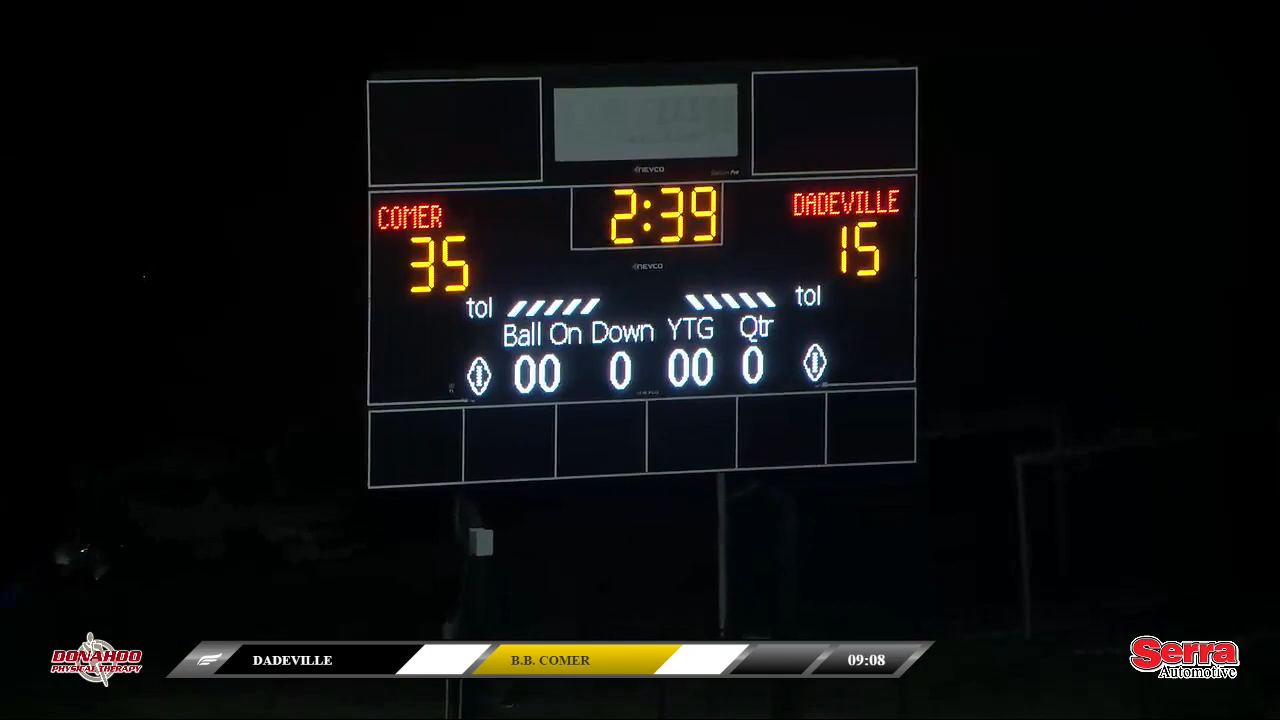 NEVCO
2:39
COMER
DADEVILLE
35
15
NEVCO
tol
tol
Ball On Down YTG Qtr
00 0 00 0
DONAHOO
PHYSICAL THERAPY
DADEVILLE
B.B. COMER
09:08
Serra
Automotive